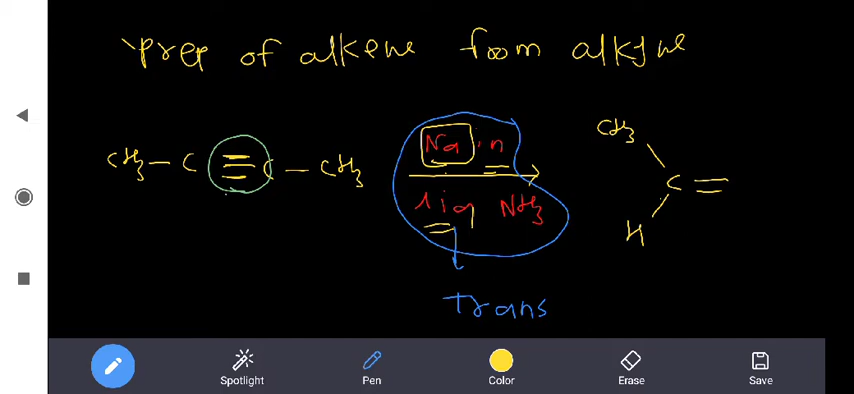 Prep of alkene from alkyne
CH3 — C ≡ C — CH3
Na in
liq NH3
CH3
C =
H
trans
Spotlight
Pen
Color
Erase
Save